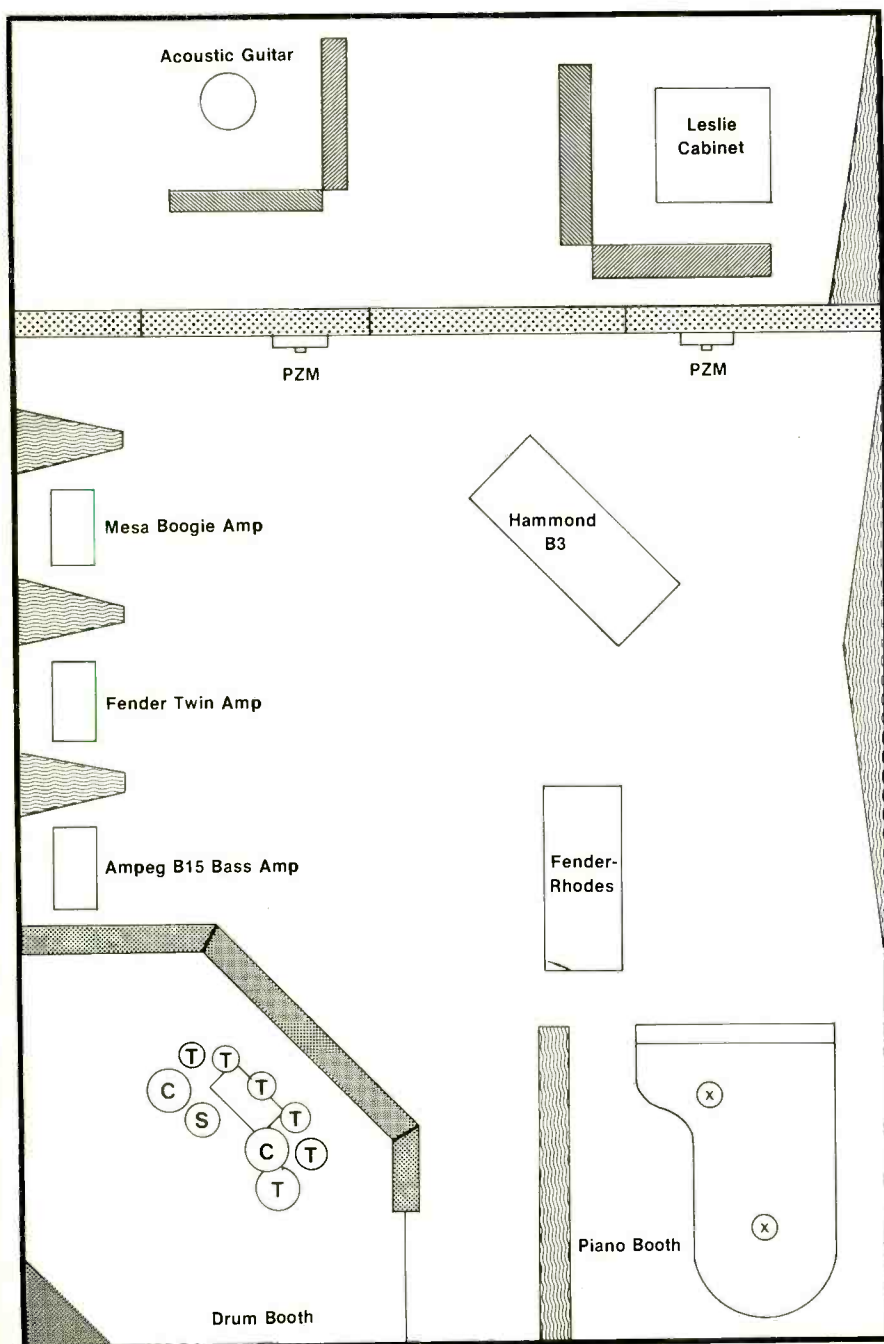 Acoustic Guitar
Leslie
Cabinet
PZM
PZM
Mesa Boogie Amp
Hammond
B3
Fender Twin Amp
Ampeg B15 Bass Amp
Fender-
Rhodes
T
T
T
C
S
T
C
T
T
X
X
Piano Booth
Drum Booth